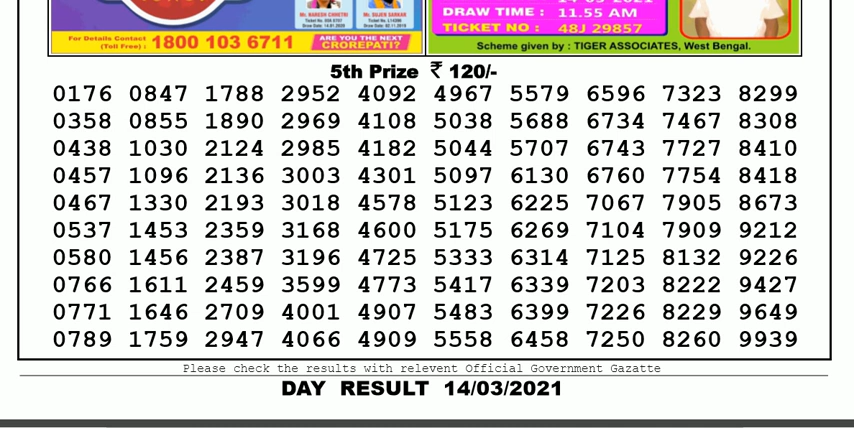 Mr. NARESH CHHETRI
Mr. SUJEN SARKAR
For Details Contact
(Toll Free) : 1800 103 6711
ARE YOU THE NEXT
CROREPATI?
DRAW TIME : 11.55 AM
TICKET NO : 48J 29857
Scheme given by : TIGER ASSOCIATES, West Bengal.
5th Prize ₹ 120/-
0176 0847 1788 2952 4092 4967 5579 6596 7323 8299
0358 0855 1890 2969 4108 5038 5688 6734 7467 8308
0438 1030 2124 2985 4182 5044 5707 6743 7727 8410
0457 1096 2136 3003 4301 5097 6130 6760 7754 8418
0467 1330 2193 3018 4578 5123 6225 7067 7905 8673
0537 1453 2359 3168 4600 5175 6269 7104 7909 9212
0580 1456 2387 3196 4725 5333 6314 7125 8132 9226
0766 1611 2459 3599 4773 5417 6339 7203 8222 9427
0771 1646 2709 4001 4907 5483 6399 7226 8229 9649
0789 1759 2947 4066 4909 5558 6458 7250 8260 9939
Please check the results with relevent Official Government Gazatte
DAY RESULT 14/03/2021